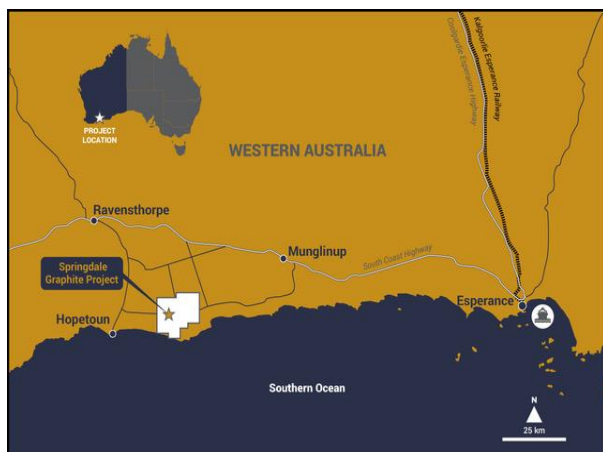 PROJECT
LOCATION
WESTERN AUSTRALIA
Coolgardie Esperance Highway
Kalgoorlie Esperance Railway
Ravensthorpe
Munglinup
South Coast Highway
Springdale
Graphite Project
Esperance
Hopetoun
Southern Ocean
N
25 km